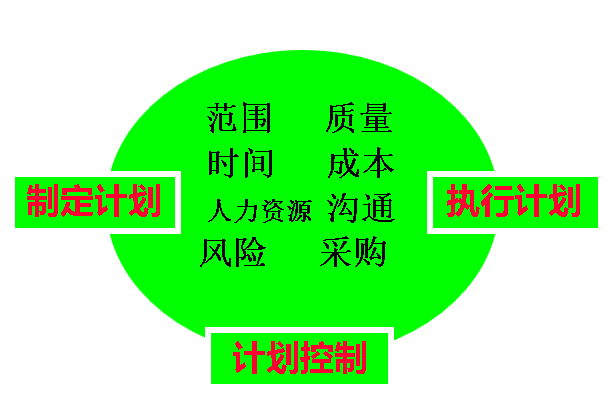 范围 质量
时间 成本
制定计划
人力资源 沟通
执行计划
风险 采购
计划控制